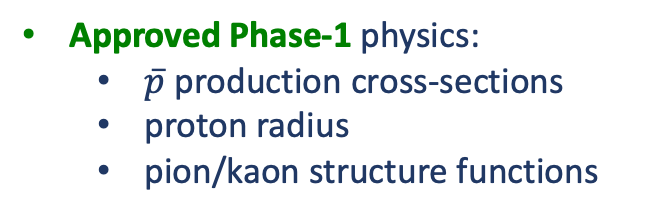 • Approved Phase-1 physics:
• p̄ production cross-sections
• proton radius
• pion/kaon structure functions